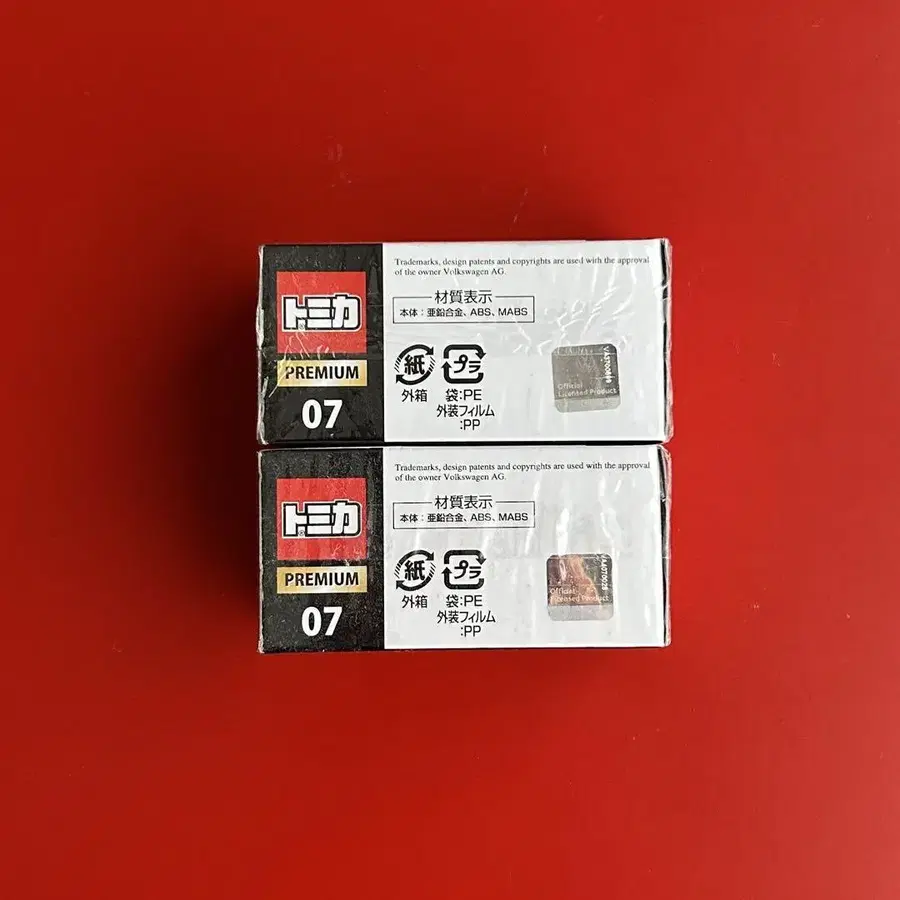 トミカ
PREMIUM
07
Trademarks, design patents and copyrights are used with the approval
of the owner Volkswagen AG.
材質表示
本体：亜鉛合金、ABS、MABS
紙
プラ
外箱
袋:PE
外装フィルム
:PP
Official
Licensed Product
トミカ
PREMIUM
07
Trademarks, design patents and copyrights are used with the approval
of the owner Volkswagen AG.
材質表示
本体：亜鉛合金、ABS、MABS
紙
プラ
外箱
袋:PE
外装フィルム
:PP
Official
Licensed Product